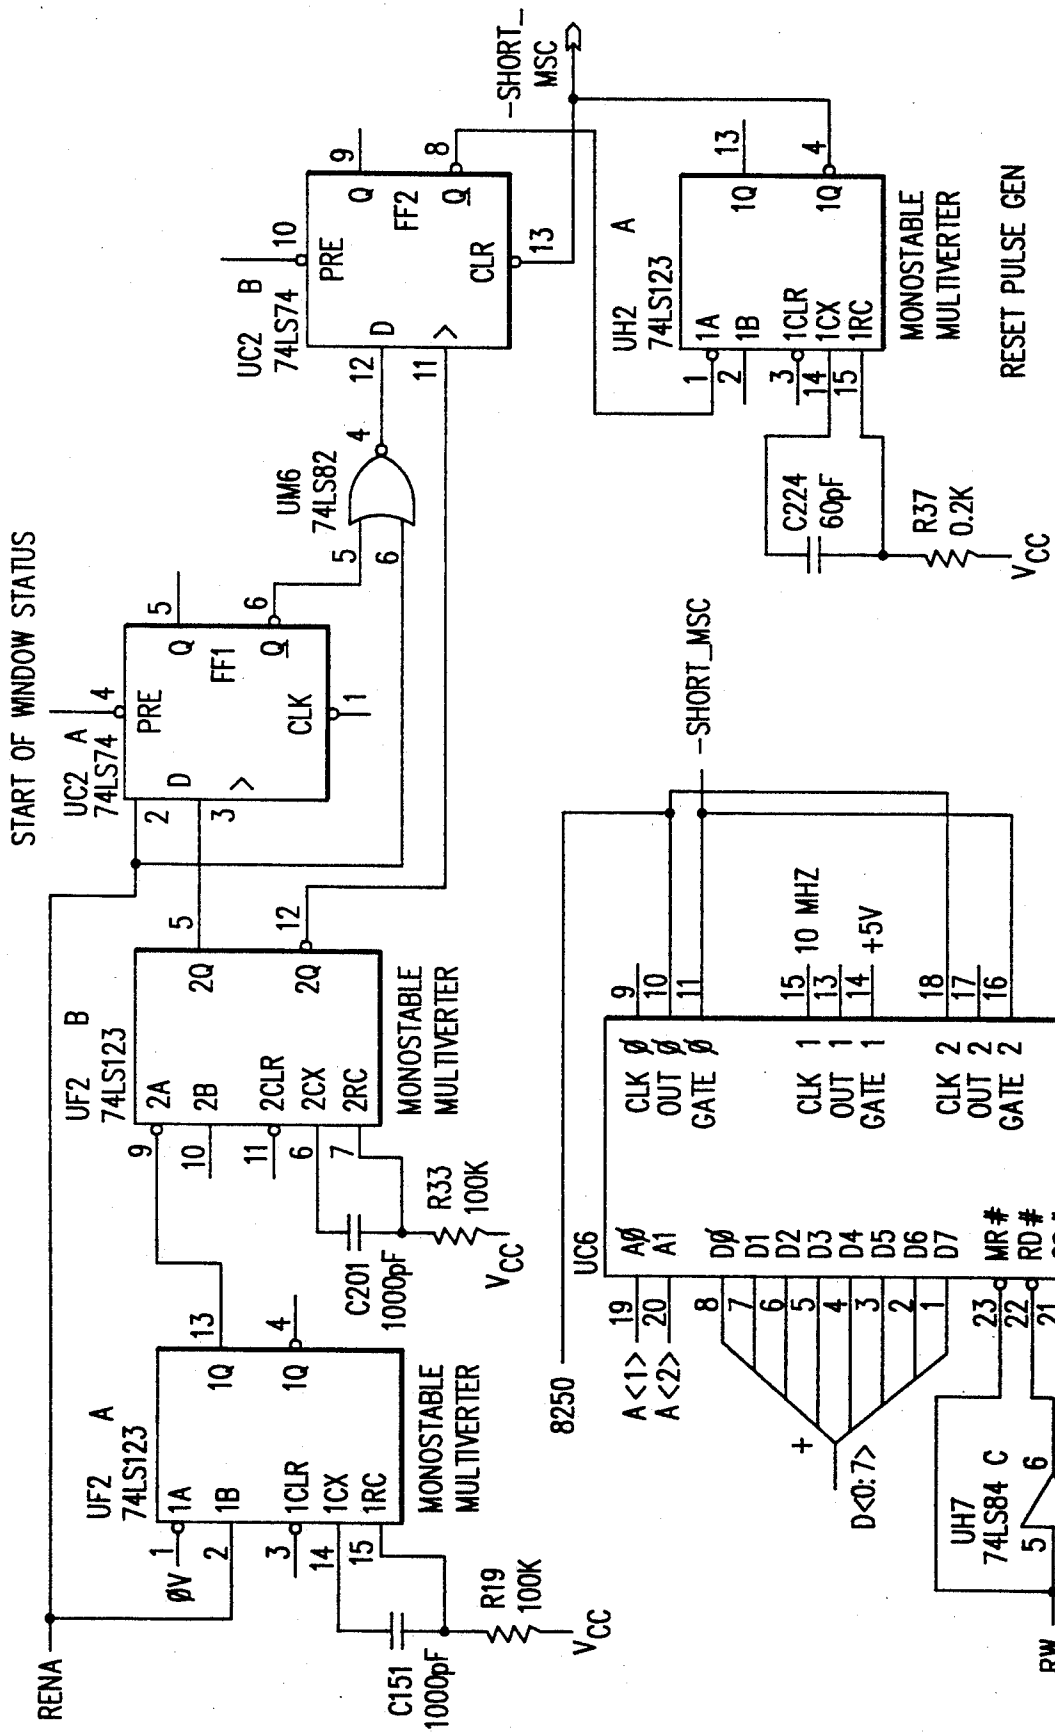 RENA
ØV
1
2
3
14
15
UF2 A
74LS123
1A
1B
1CLR
1CX
1RC
1Q
1Q
13
4
MONOSTABLE
MULTIVERTER
C151
1000pF
R19
100K
VCC
9
10
11
6
7
UF2 B
74LS123
2A
2B
2CLR
2CX
2RC
2Q
2Q
5
12
MONOSTABLE
MULTIVERTER
C201
1000pF
R33
100K
VCC
START OF WINDOW STATUS
UC2 A
74LS74
2
3
4
D
>
PRE
Q
FF1
Q
CLK
5
6
1
UM6
74LS82
5
6
4
UC2 B
74LS74
12
11
10
D
>
PRE
Q
FF2
Q
CLR
9
8
13
-SHORT_
MSC
UH2 A
74LS123
1
2
3
14
15
1A
1B
1CLR
1CX
1RC
1Q
1Q
13
4
MONOSTABLE
MULTIVERTER
RESET PULSE GEN
C224
60pF
R37
0.2K
VCC
8250
-SHORT_MSC
UC6
A<1> 19 AØ
A<2> 20 A1
8 DØ
7 D1
6 D2
5 D3
4 D4
3 D5
2 D6
1 D7
+
D<0:7>
23 MR#
22 RD#
21
CLK Ø 9
OUT Ø 10
GATE Ø 11
CLK 1 15 10 MHZ
OUT 1 13
GATE 1 14 +5V
CLK 2 18
OUT 2 17
GATE 2 16
UH7
74LS84 C
5
6
RW